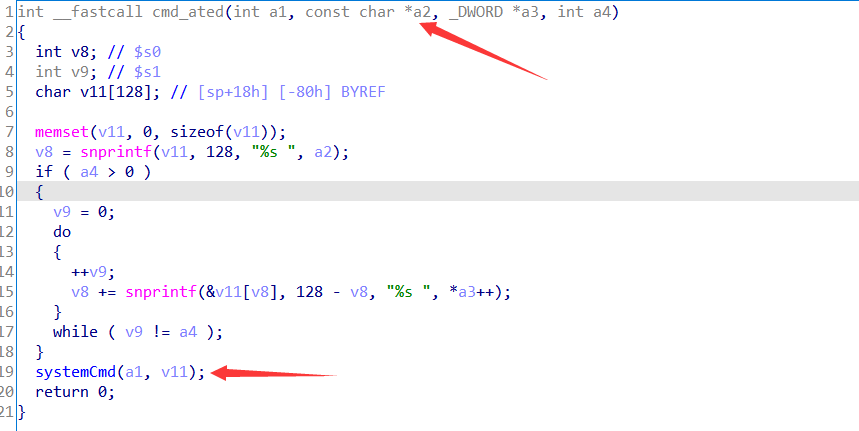 1 int __fastcall cmd_ated(int a1, const char *a2, _DWORD *a3, int a4)
2 {
3   int v8; // $s0
4   int v9; // $s1
5   char v11[128]; // [sp+18h] [-80h] BYREF
6
7   memset(v11, 0, sizeof(v11));
8   v8 = snprintf(v11, 128, "%s ", a2);
9   if ( a4 > 0 )
10   {
11     v9 = 0;
12     do
13     {
14       ++v9;
15       v8 += snprintf(&v11[v8], 128 - v8, "%s ", *a3++);
16     }
17     while ( v9 != a4 );
18   }
19   systemCmd(a1, v11);
20   return 0;
21 }